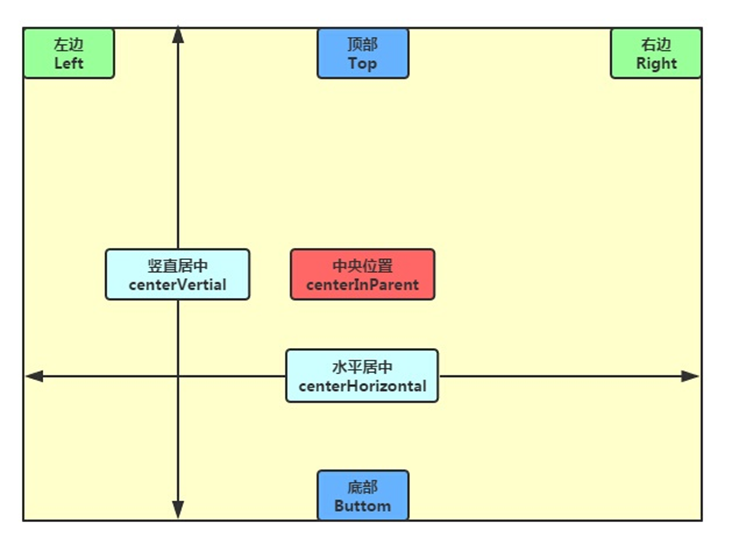 左边
Left
顶部
Top
右边
Right
竖直居中
centerVertial
中央位置
centerInParent
水平居中
centerHorizontal
底部
Buttom